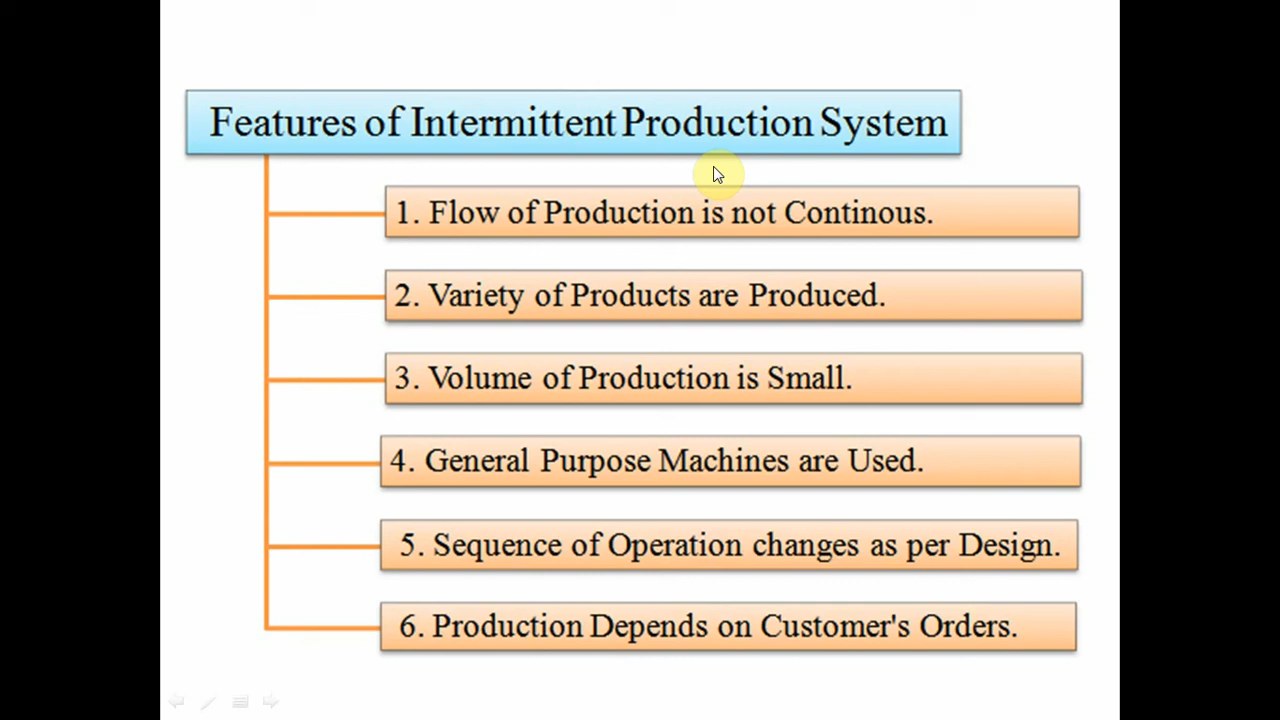 Features of Intermittent Production System
1. Flow of Production is not Continous.
2. Variety of Products are Produced.
3. Volume of Production is Small.
4. General Purpose Machines are Used.
5. Sequence of Operation changes as per Design.
6. Production Depends on Customer's Orders.